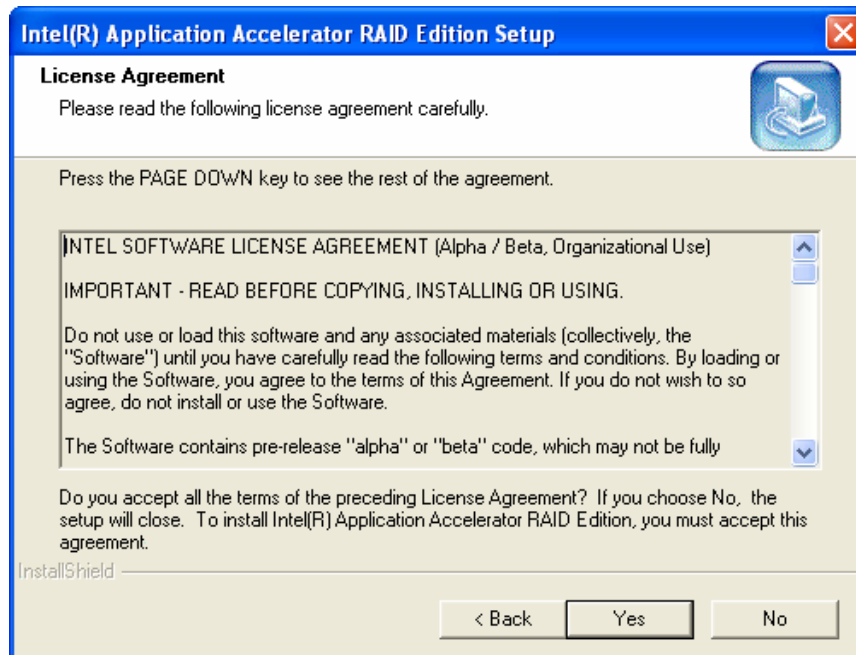 Intel(R) Application Accelerator RAID Edition Setup
License Agreement
Please read the following license agreement carefully.
Press the PAGE DOWN key to see the rest of the agreement.
INTEL SOFTWARE LICENSE AGREEMENT (Alpha / Beta, Organizational Use)
IMPORTANT - READ BEFORE COPYING, INSTALLING OR USING.
Do not use or load this software and any associated materials (collectively, the
"Software") until you have carefully read the following terms and conditions. By loading or
using the Software, you agree to the terms of this Agreement. If you do not wish to so
agree, do not install or use the Software.
The Software contains pre-release "alpha" or "beta" code, which may not be fully
Do you accept all the terms of the preceding License Agreement?  If you choose No,  the
setup will close.  To install Intel(R) Application Accelerator RAID Edition, you must accept this
agreement.
InstallShield
< Back
Yes
No